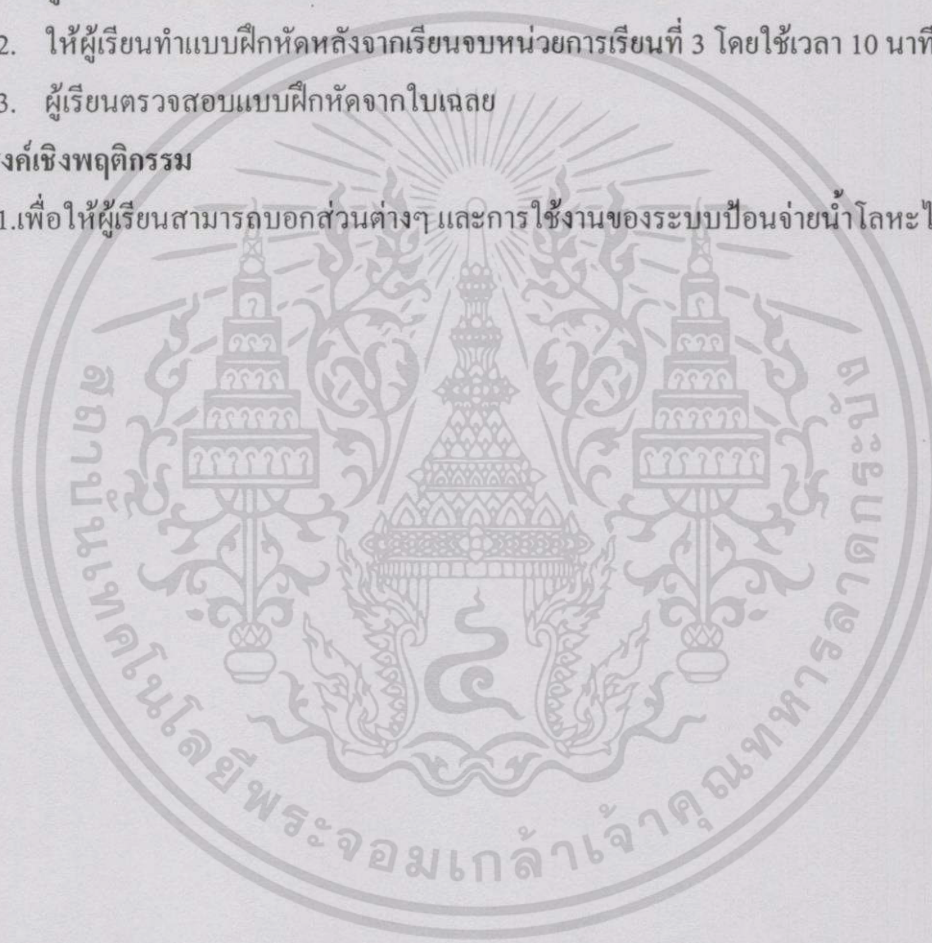 2. ให้ผู้เรียนทำแบบฝึกหัดหลังจากเรียนจบหน่วยการเรียนที่ 3 โดยใช้เวลา 10 นาที
3. ผู้เรียนตรวจสอบแบบฝึกหัดจากใบเฉลย
งค์เชิงพฤติกรรม
1.เพื่อให้ผู้เรียนสามารถบอกส่วนต่างๆ และการใช้งานของระบบป้อนจ่ายน้ำโลหะไ
สถาบันเทคโนโลยีพระจอมเกล้าเจ้าคุณทหารลาดกระบัง